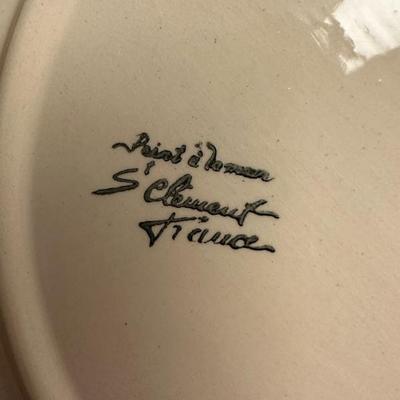 Peint à la main
St Clément
France